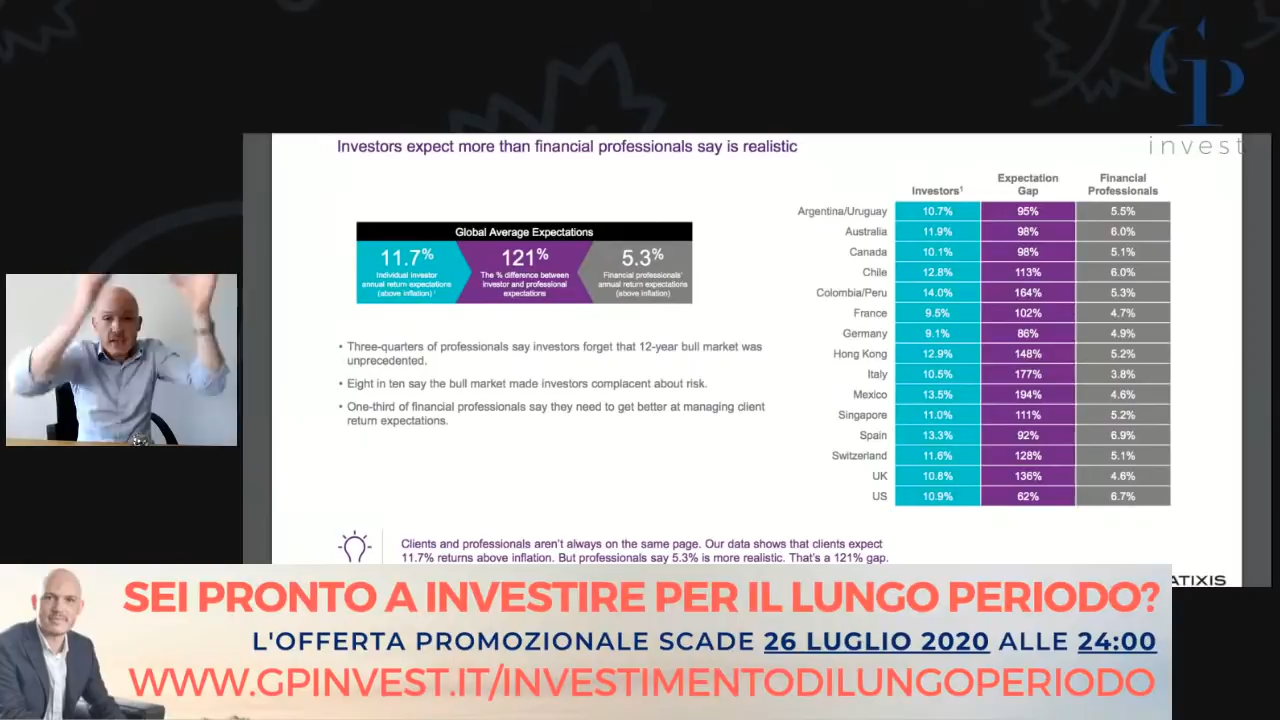 GP
invest
Investors expect more than financial professionals say is realistic
Global Average Expectations
11.7%
Individual investor
annual return expectations
(above inflation)¹
121%
The % difference between
investor and professional
expectations
5.3%
Financial professionals'
annual return expectations
(above inflation)
• Three-quarters of professionals say investors forget that 12-year bull market was
unprecedented.
• Eight in ten say the bull market made investors complacent about risk.
• One-third of financial professionals say they need to get better at managing client
return expectations.
Investors¹ Expectation Gap Financial Professionals
Argentina/Uruguay 10.7% 95% 5.5%
Australia 11.9% 98% 6.0%
Canada 10.1% 98% 5.1%
Chile 12.8% 113% 6.0%
Colombia/Peru 14.0% 164% 5.3%
France 9.5% 102% 4.7%
Germany 9.1% 86% 4.9%
Hong Kong 12.9% 148% 5.2%
Italy 10.5% 177% 3.8%
Mexico 13.5% 194% 4.6%
Singapore 11.0% 111% 5.2%
Spain 13.3% 92% 6.9%
Switzerland 11.6% 128% 5.1%
UK 10.8% 136% 4.6%
US 10.9% 62% 6.7%
Clients and professionals aren't always on the same page. Our data shows that clients expect
11.7% returns above inflation. But professionals say 5.3% is more realistic. That's a 121% gap.
ATIXIS
SEI PRONTO A INVESTIRE PER IL LUNGO PERIODO?
L'OFFERTA PROMOZIONALE SCADE 26 LUGLIO 2020 ALLE 24:00
WWW.GPINVEST.IT/INVESTIMENTODILUNGOPERIODO